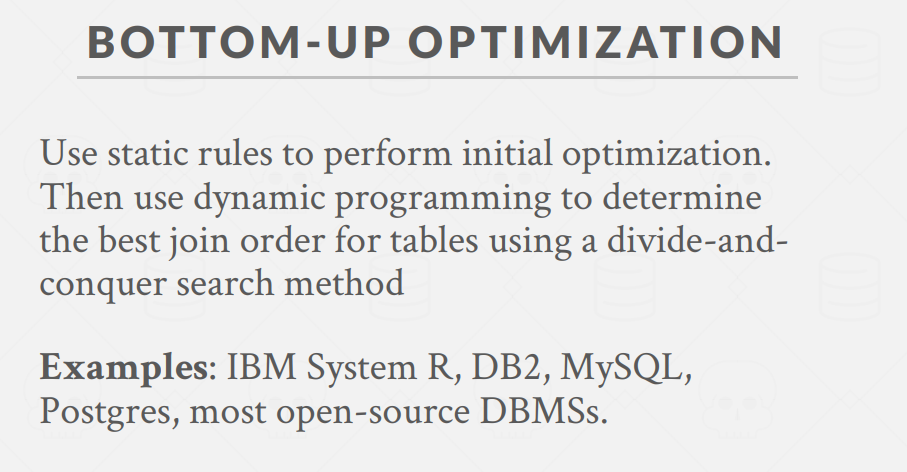 BOTTOM-UP OPTIMIZATION
Use static rules to perform initial optimization.
Then use dynamic programming to determine
the best join order for tables using a divide-and-
conquer search method
Examples: IBM System R, DB2, MySQL,
Postgres, most open-source DBMSs.